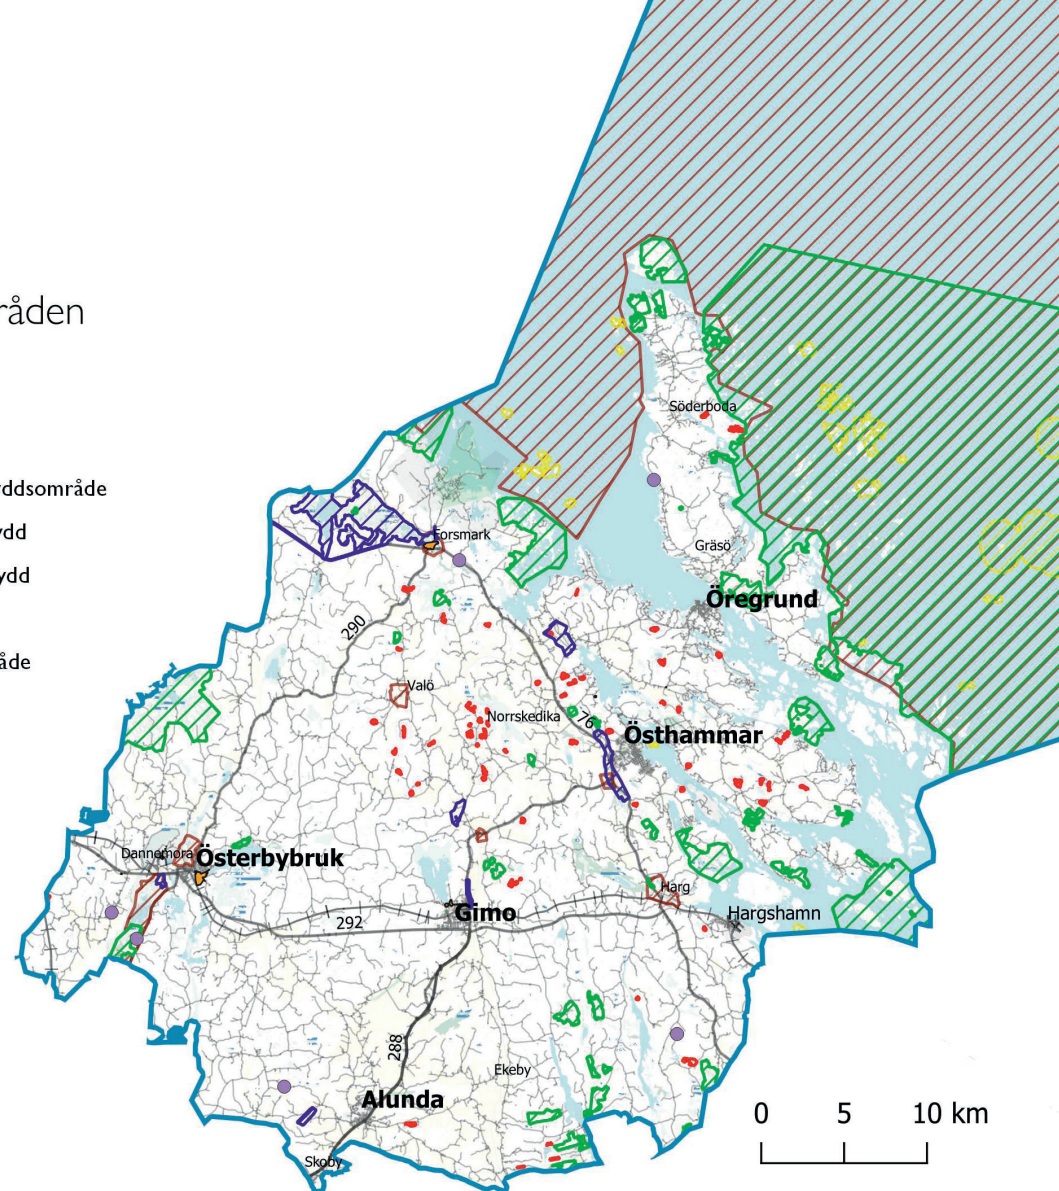 råden
yddsområde
ydd
ydd
åde
Söderboda
Forsmark
Gräsö
Öregrund
290
Valö
Norrskedika
76
Östhammar
Dannemora
Österbybruk
Harg
Gimo
Hargshamn
292
288
Ekeby
Alunda
Skoby
0 5 10 km